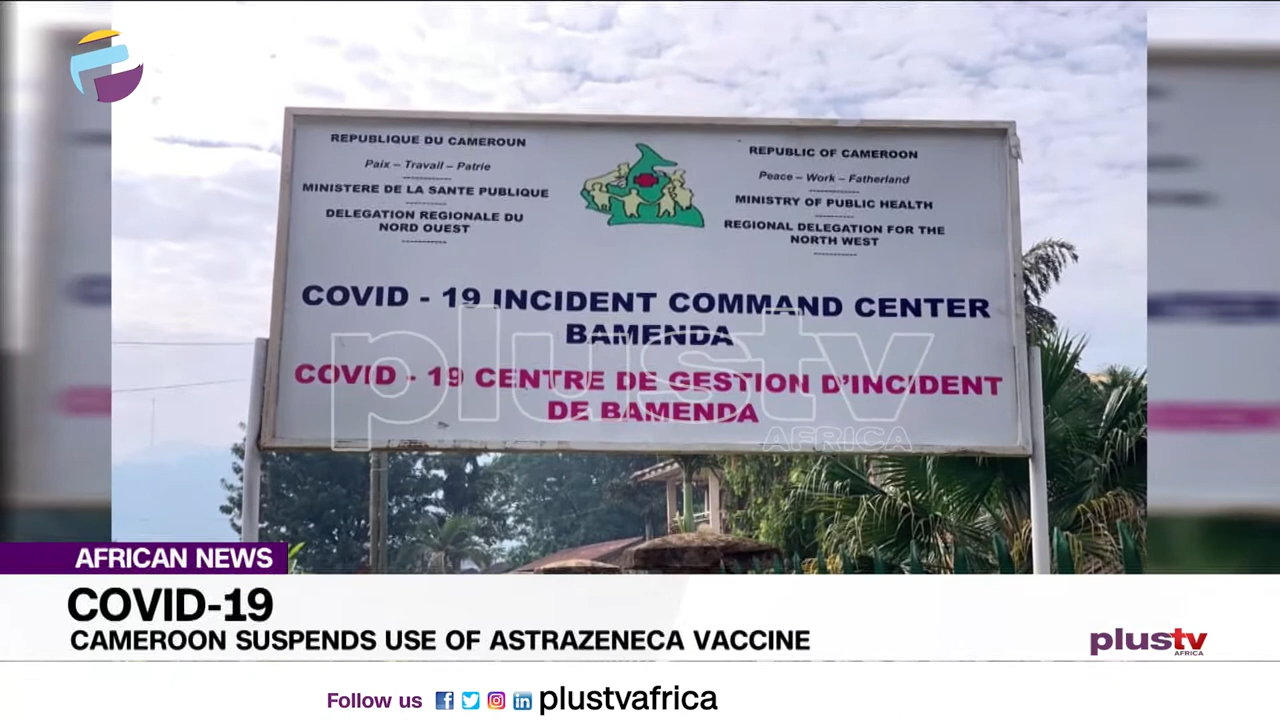 REPUBLIQUE DU CAMEROUN
Paix – Travail – Patrie
MINISTERE DE LA SANTE PUBLIQUE
DELEGATION REGIONALE DU
NORD OUEST
REPUBLIC OF CAMEROON
Peace – Work – Fatherland
MINISTRY OF PUBLIC HEALTH
REGIONAL DELEGATION FOR THE
NORTH WEST
COVID - 19 INCIDENT COMMAND CENTER
BAMENDA
COVID - 19 CENTRE DE GESTION D'INCIDENT
DE BAMENDA
plustv
AFRICA
AFRICAN NEWS
COVID-19
CAMEROON SUSPENDS USE OF ASTRAZENECA VACCINE
plustv
AFRICA
Follow us plustvafrica